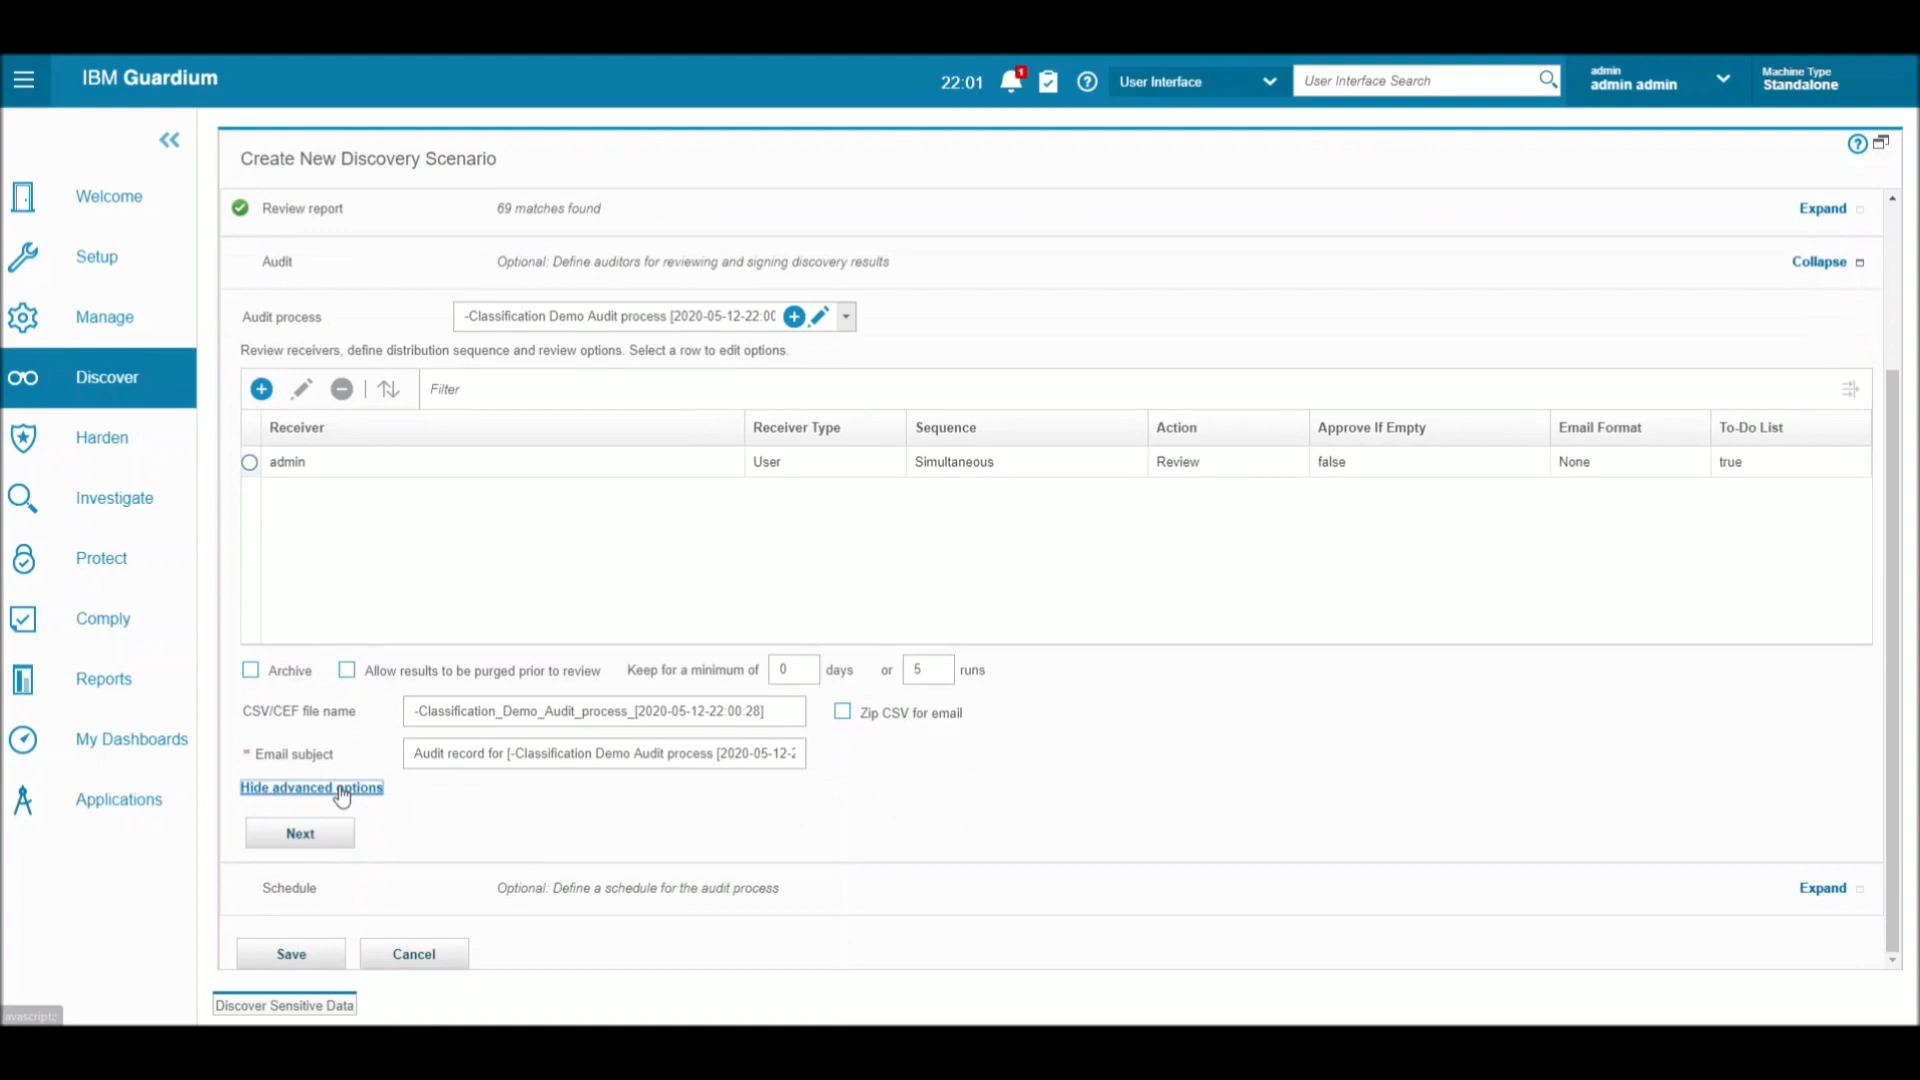 IBM Guardium
22:01
1
User Interface
User Interface Search
admin
admin admin
Machine Type
Standalone
Welcome
Setup
Manage
Discover
Harden
Investigate
Protect
Comply
Reports
My Dashboards
Applications
Create New Discovery Scenario
Review report 69 matches found Expand
Audit Optional: Define auditors for reviewing and signing discovery results Collapse
Audit process -Classification Demo Audit process [2020-05-12-22:00
Review receivers, define distribution sequence and review options. Select a row to edit options.
Filter
Receiver Receiver Type Sequence Action Approve If Empty Email Format To-Do List
admin User Simultaneous Review false None true
Archive Allow results to be purged prior to review Keep for a minimum of 0 days or 5 runs
CSV/CEF file name -Classification_Demo_Audit_process_[2020-05-12-22:00:28] Zip CSV for email
* Email subject Audit record for [-Classification Demo Audit process [2020-05-12-2
Hide advanced options
Next
Schedule Optional: Define a schedule for the audit process Expand
Save Cancel
Discover Sensitive Data
avascript:;